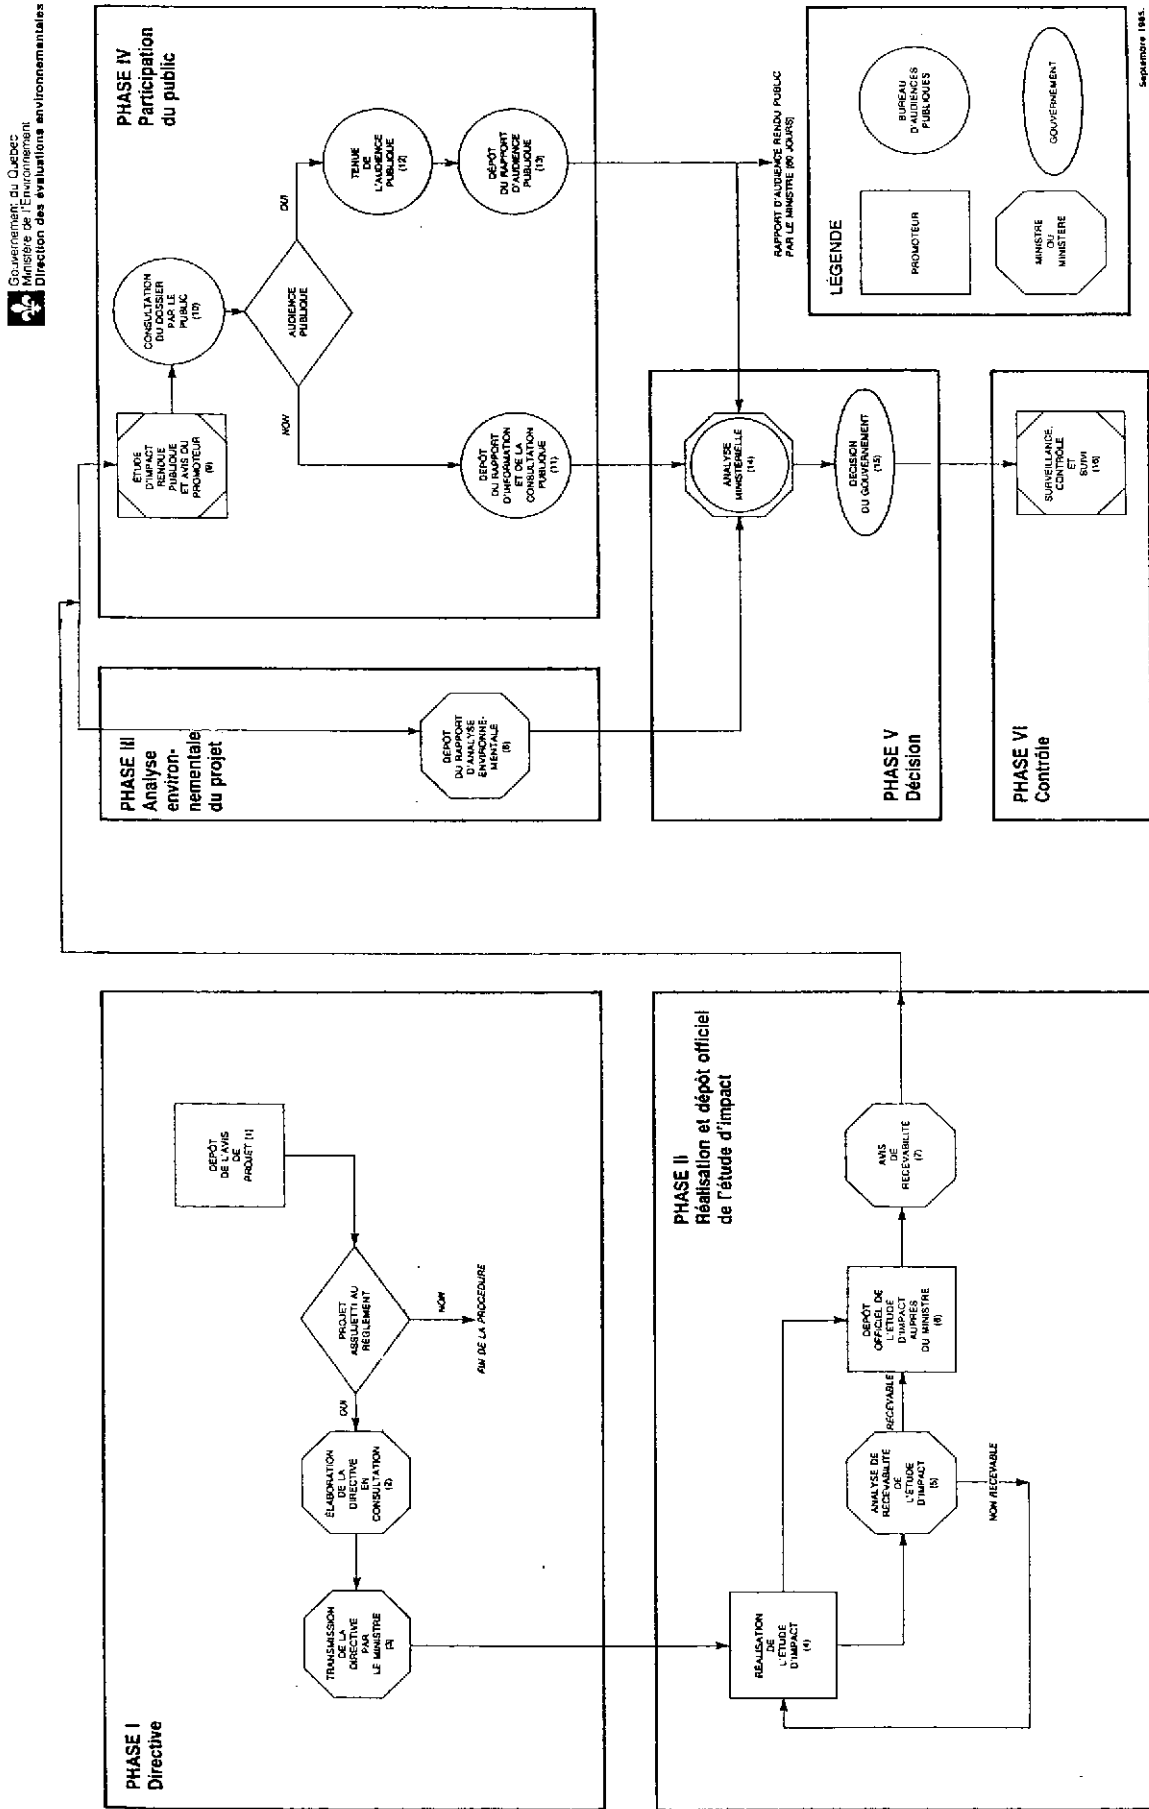 Gouvernement du Québec
Ministère de l'Environnement
Direction des évaluations environnementales
PHASE I
Directive
DÉPÔT
DE L'AVIS
DE
PROJET (1)
PROJET
ASSUJETTI AU
RÈGLEMENT
NON
FIN DE LA PROCÉDURE
OUI
ÉLABORATION
DE LA
DIRECTIVE
EN
CONSULTATION
(2)
TRANSMISSION
DE LA
DIRECTIVE
PAR
LE MINISTRE
(3)
PHASE II
Réalisation et dépôt officiel
de l'étude d'impact
RÉALISATION
DE
L'ÉTUDE
D'IMPACT
(4)
ANALYSE DE
RECEVABILITÉ
DE
L'ÉTUDE
D'IMPACT
(5)
RECEVABLE
NON RECEVABLE
DÉPÔT
OFFICIEL DE
L'ÉTUDE
D'IMPACT
AUPRÈS
DU MINISTRE
(6)
AVIS
DE
RECEVABILITÉ
(7)
PHASE III
Analyse
environ-
nementale
du projet
DÉPÔT
DU RAPPORT
D'ANALYSE
ENVIRONNE-
MENTALE
(8)
PHASE IV
Participation
du public
ÉTUDE
D'IMPACT
RENDUE
PUBLIQUE
ET AVIS DU
PROMOTEUR
(9)
CONSULTATION
DU DOSSIER
PAR LE
PUBLIC
(10)
AUDIENCE
PUBLIQUE
NON
OUI
DÉPÔT
DU RAPPORT
D'INFORMATION
ET DE LA
CONSULTATION
PUBLIQUE
(11)
TENUE
DE
L'AUDIENCE
PUBLIQUE
(12)
DÉPÔT
DU RAPPORT
D'AUDIENCE
PUBLIQUE
(13)
RAPPORT D'AUDIENCE RENDU PUBLIC
PAR LE MINISTRE (60 JOURS)
PHASE V
Décision
ANALYSE
MINISTÉRIELLE
(14)
DÉCISION
DU GOUVERNEMENT
(15)
PHASE VI
Contrôle
SURVEILLANCE,
CONTRÔLE
ET
SUIVI
(16)
LÉGENDE
PROMOTEUR
BUREAU
D'AUDIENCES
PUBLIQUES
MINISTRE
OU
MINISTÈRE
GOUVERNEMENT
Septembre 1985.